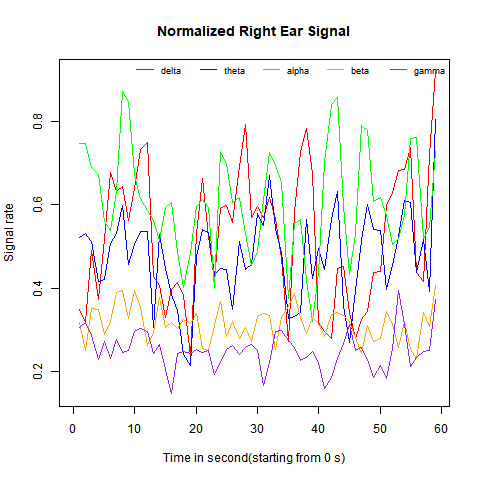 Normalized Right Ear Signal
delta theta alpha beta gamma
Signal rate
0.8
0.6
0.4
0.2
0 10 20 30 40 50 60
Time in second(starting from 0 s)